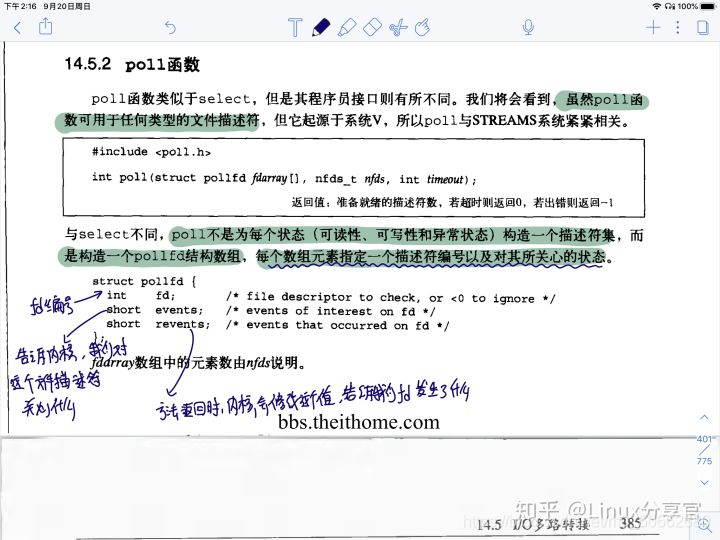 下午2:16 9月20日周日
100%
14.5.2 poll函数
poll函数类似于select，但是其程序员接口则有所不同。我们将会看到，虽然poll函
数可用于任何类型的文件描述符，但它起源于系统V，所以poll与STREAMS系统紧紧相关。
#include <poll.h>
int poll(struct pollfd fdarray[], nfds_t nfds, int timeout);
返回值：准备就绪的描述符数，若超时则返回0，若出错则返回-1
与select不同，poll不是为每个状态（可读性、可写性和异常状态）构造一个描述符集，而
是构造一个pollfd结构数组，每个数组元素指定一个描述符编号以及对其所关心的状态。
struct pollfd {
int fd; /* file descriptor to check, or <0 to ignore */
short events; /* events of interest on fd */
short revents; /* events that occurred on fd */
};
fd编号
告诉内核，我们对
这个文件描述符
关心什么
fdarray数组中的元素数由nfds说明。
方法返回时，内核会修改这个值，告诉我们fd发生了什么
bbs.theithome.com
401
775
知乎 @Linux分享官
14.5 I/O多路转接 385